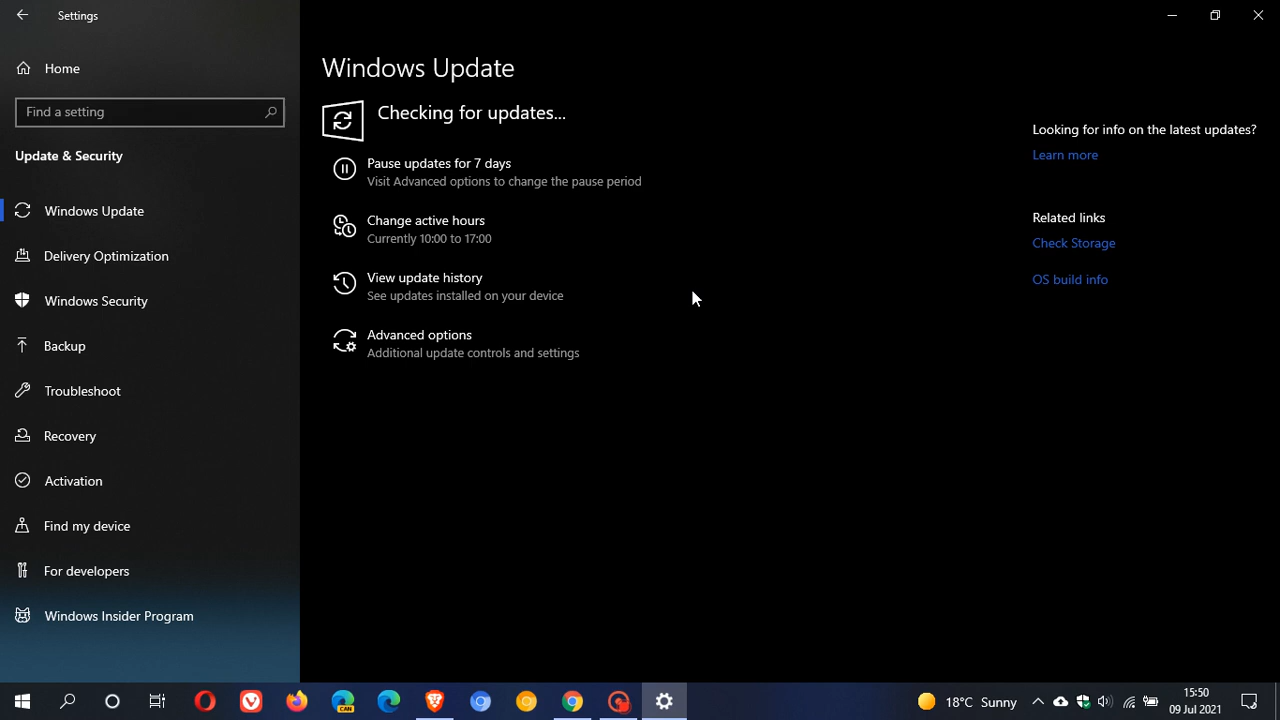 Settings
Home
Find a setting
Update & Security
Windows Update
Delivery Optimization
Windows Security
Backup
Troubleshoot
Recovery
Activation
Find my device
For developers
Windows Insider Program
Windows Update
Checking for updates...
Pause updates for 7 days
Visit Advanced options to change the pause period
Change active hours
Currently 10:00 to 17:00
View update history
See updates installed on your device
Advanced options
Additional update controls and settings
Looking for info on the latest updates?
Learn more
Related links
Check Storage
OS build info
CAN
18°C Sunny
15:50
09 Jul 2021